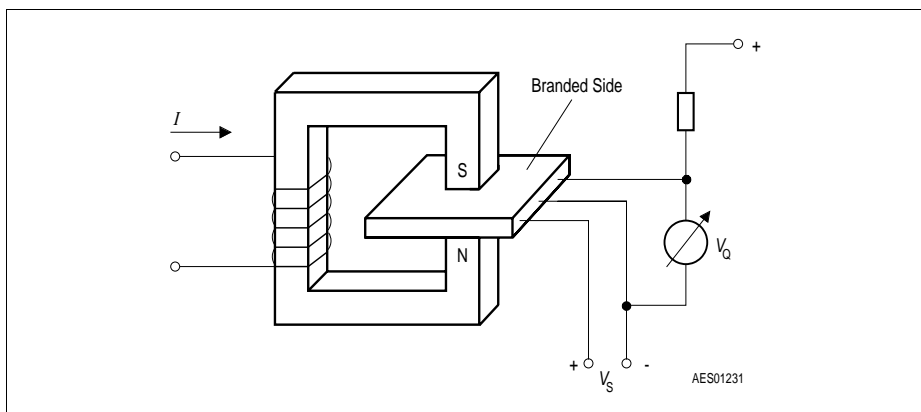 +
Branded Side
I
S
N
V_Q
+ V_S -
AES01231